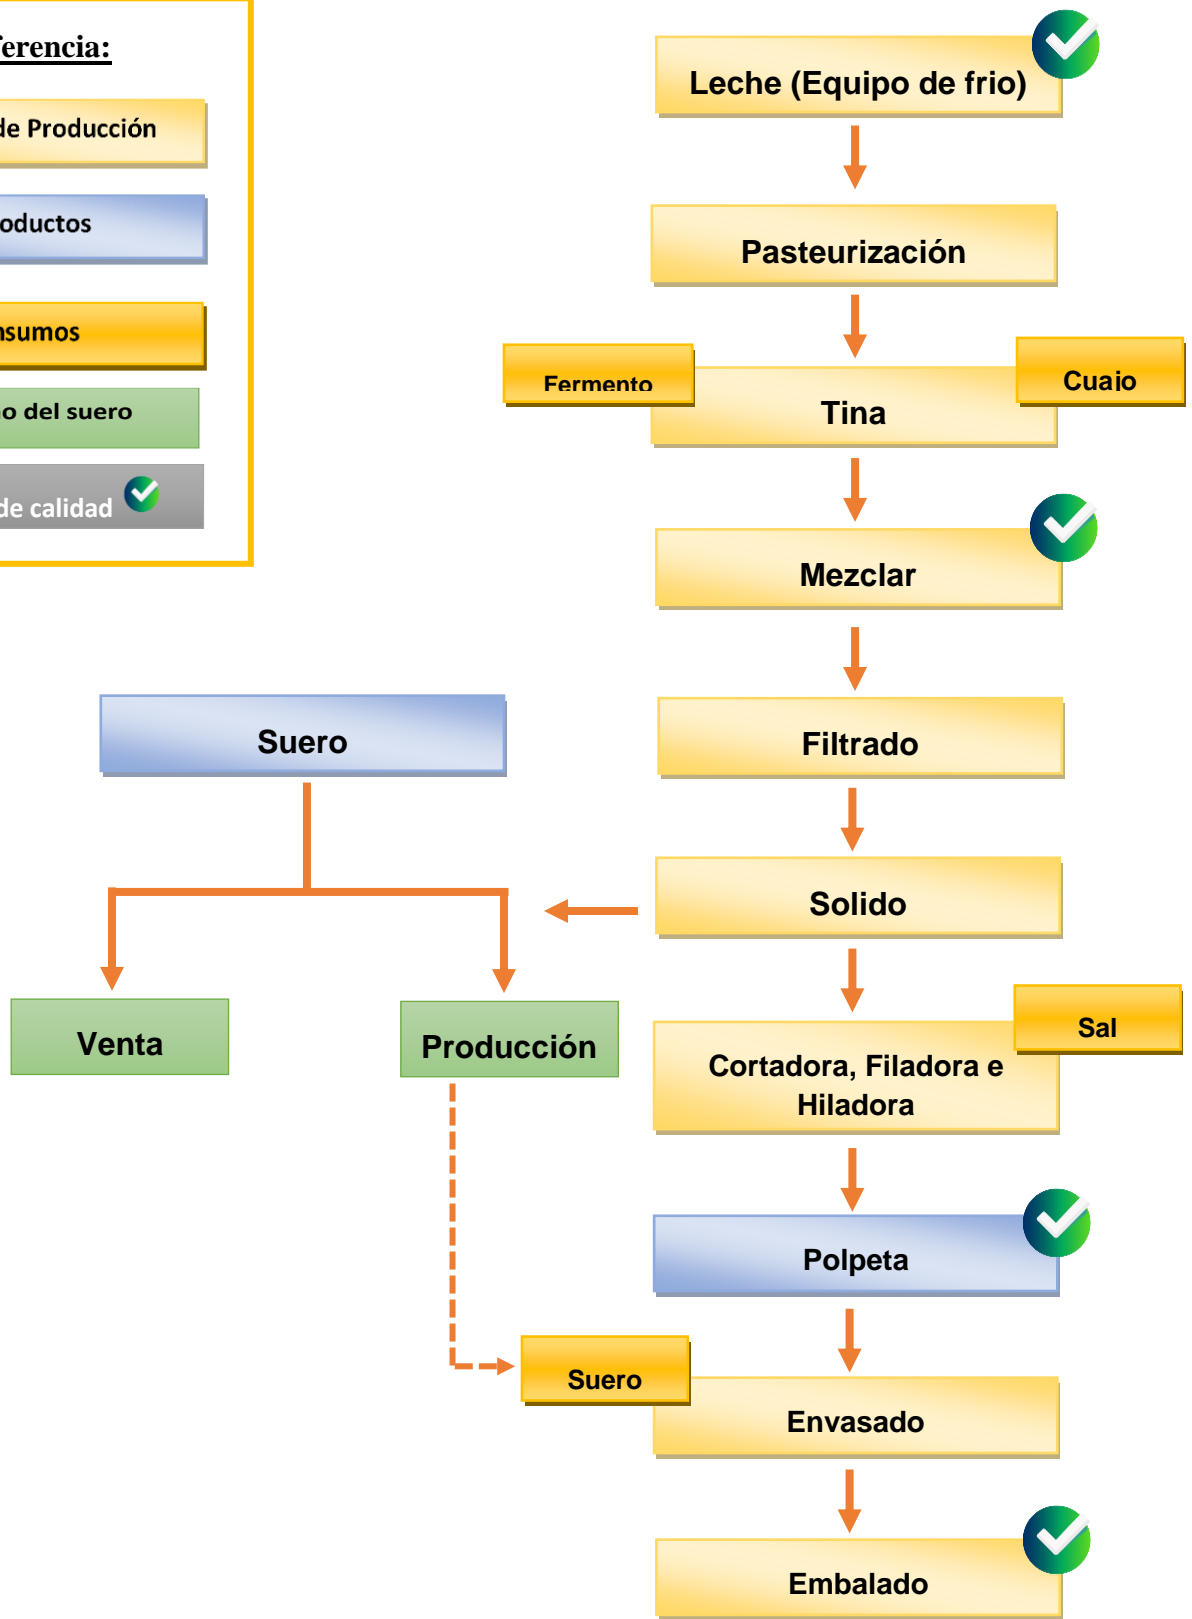 ferencia:
de Producción
oductos
nsumos
o del suero
de calidad
Leche (Equipo de frio)
Pasteurización
Fermento
Cuajo
Tina
Mezclar
Suero
Filtrado
Solido
Venta
Producción
Sal
Cortadora, Filadora e
Hiladora
Polpeta
Suero
Envasado
Embalado